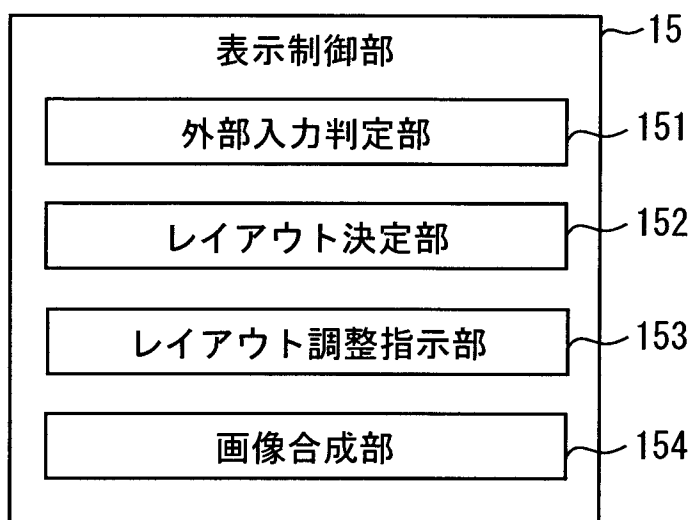 表示制御部
15
外部入力判定部
151
レイアウト決定部
152
レイアウト調整指示部
153
画像合成部
154